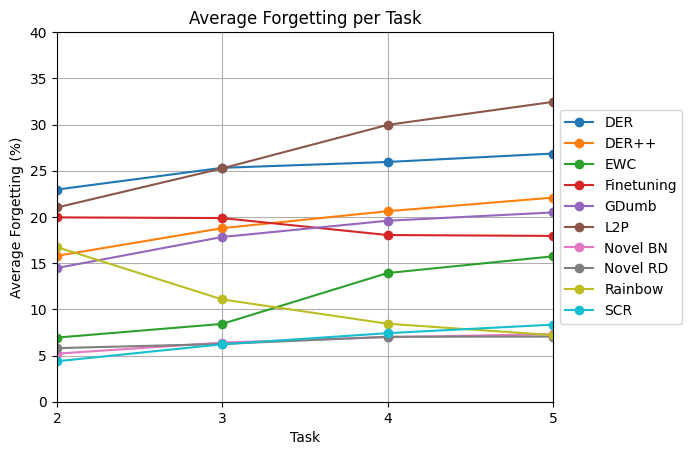 Average Forgetting per Task
Average Forgetting (%)
40
35
30
25
20
15
10
5
0
2
3
4
5
Task
DER
DER++
EWC
Finetuning
GDumb
L2P
Novel BN
Novel RD
Rainbow
SCR